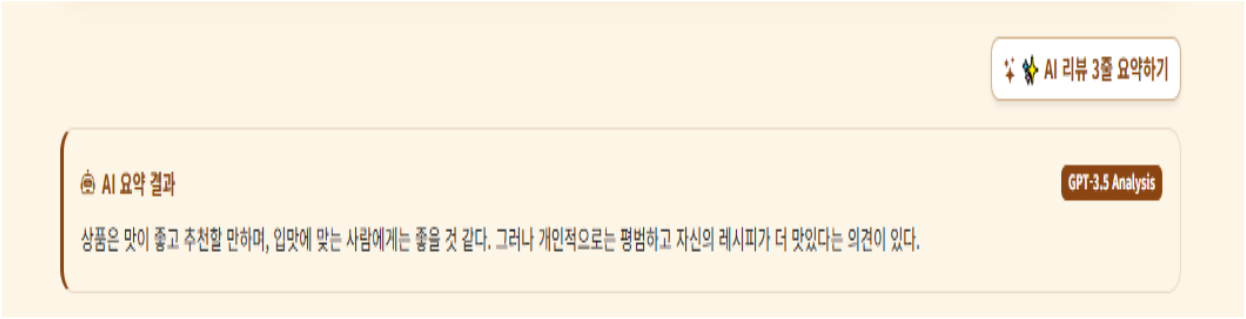 ✨ AI 리뷰 3줄 요약하기
AI 요약 결과
GPT-3.5 Analysis
상품은 맛이 좋고 추천할 만하며, 입맛에 맞는 사람에게는 좋을 것 같다. 그러나 개인적으로는 평범하고 자신의 레시피가 더 맛있다는 의견이 있다.